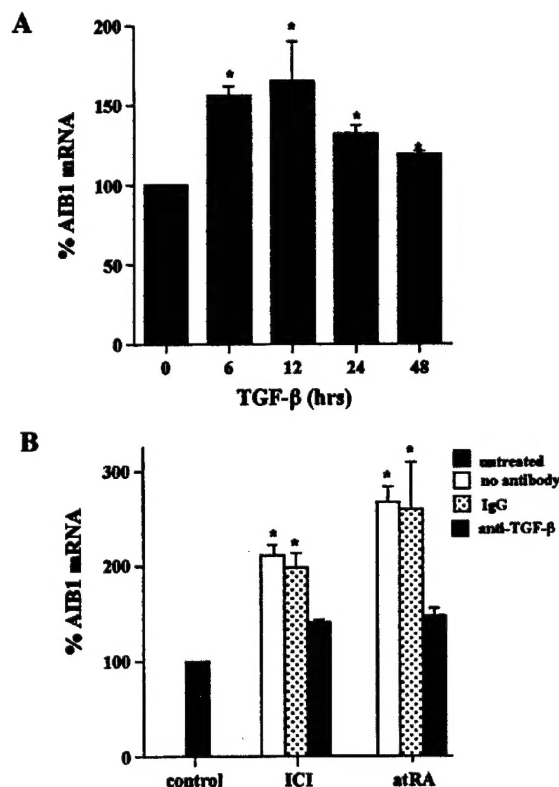 A
% AIB1 mRNA
200
150
100
50
0
* * * *
0 6 12 24 48
TGF-β (hrs)
B
% AIB1 mRNA
300
200
100
0
* * * *
untreated
no antibody
IgG
anti-TGF-β
control ICI atRA